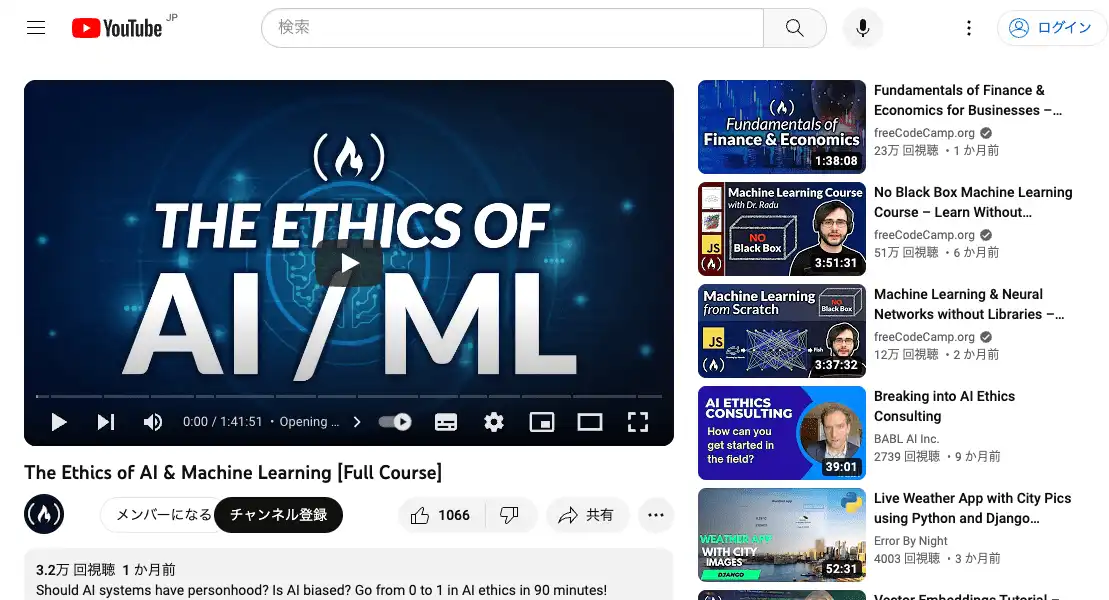 YouTube JP
検索
ログイン
THE ETHICS OF
AI / ML
0:00 / 1:41:51 • Opening ...
The Ethics of AI & Machine Learning [Full Course]
メンバーになる
チャンネル登録
1066
共有
3.2万 回視聴 1 か月前
Should AI systems have personhood? Is AI biased? Go from 0 to 1 in AI ethics in 90 minutes!
Fundamentals of
Finance & Economics
1:38:08
Fundamentals of Finance &
Economics for Businesses –...
freeCodeCamp.org
23万 回視聴 ・1 か月前
Machine Learning Course
with Dr. Radu
NO
Black Box
JS
3:51:31
No Black Box Machine Learning
Course – Learn Without...
freeCodeCamp.org
51万 回視聴 ・6 か月前
Machine Learning
from Scratch
NO
Black Box
JS
Fish
3:37:32
Machine Learning & Neural
Networks without Libraries –...
freeCodeCamp.org
12万 回視聴 ・2 か月前
AI ETHICS
CONSULTING
How can you
get started in
the field?
39:01
Breaking into AI Ethics
Consulting
BABL AI Inc.
2739 回視聴 ・9 か月前
WEATHER APP
WITH CITY
IMAGES
DJANGO
52:31
Live Weather App with City Pics
using Python and Django...
Error By Night
4003 回視聴 ・3 か月前
Vector Embeddings Tutorial –